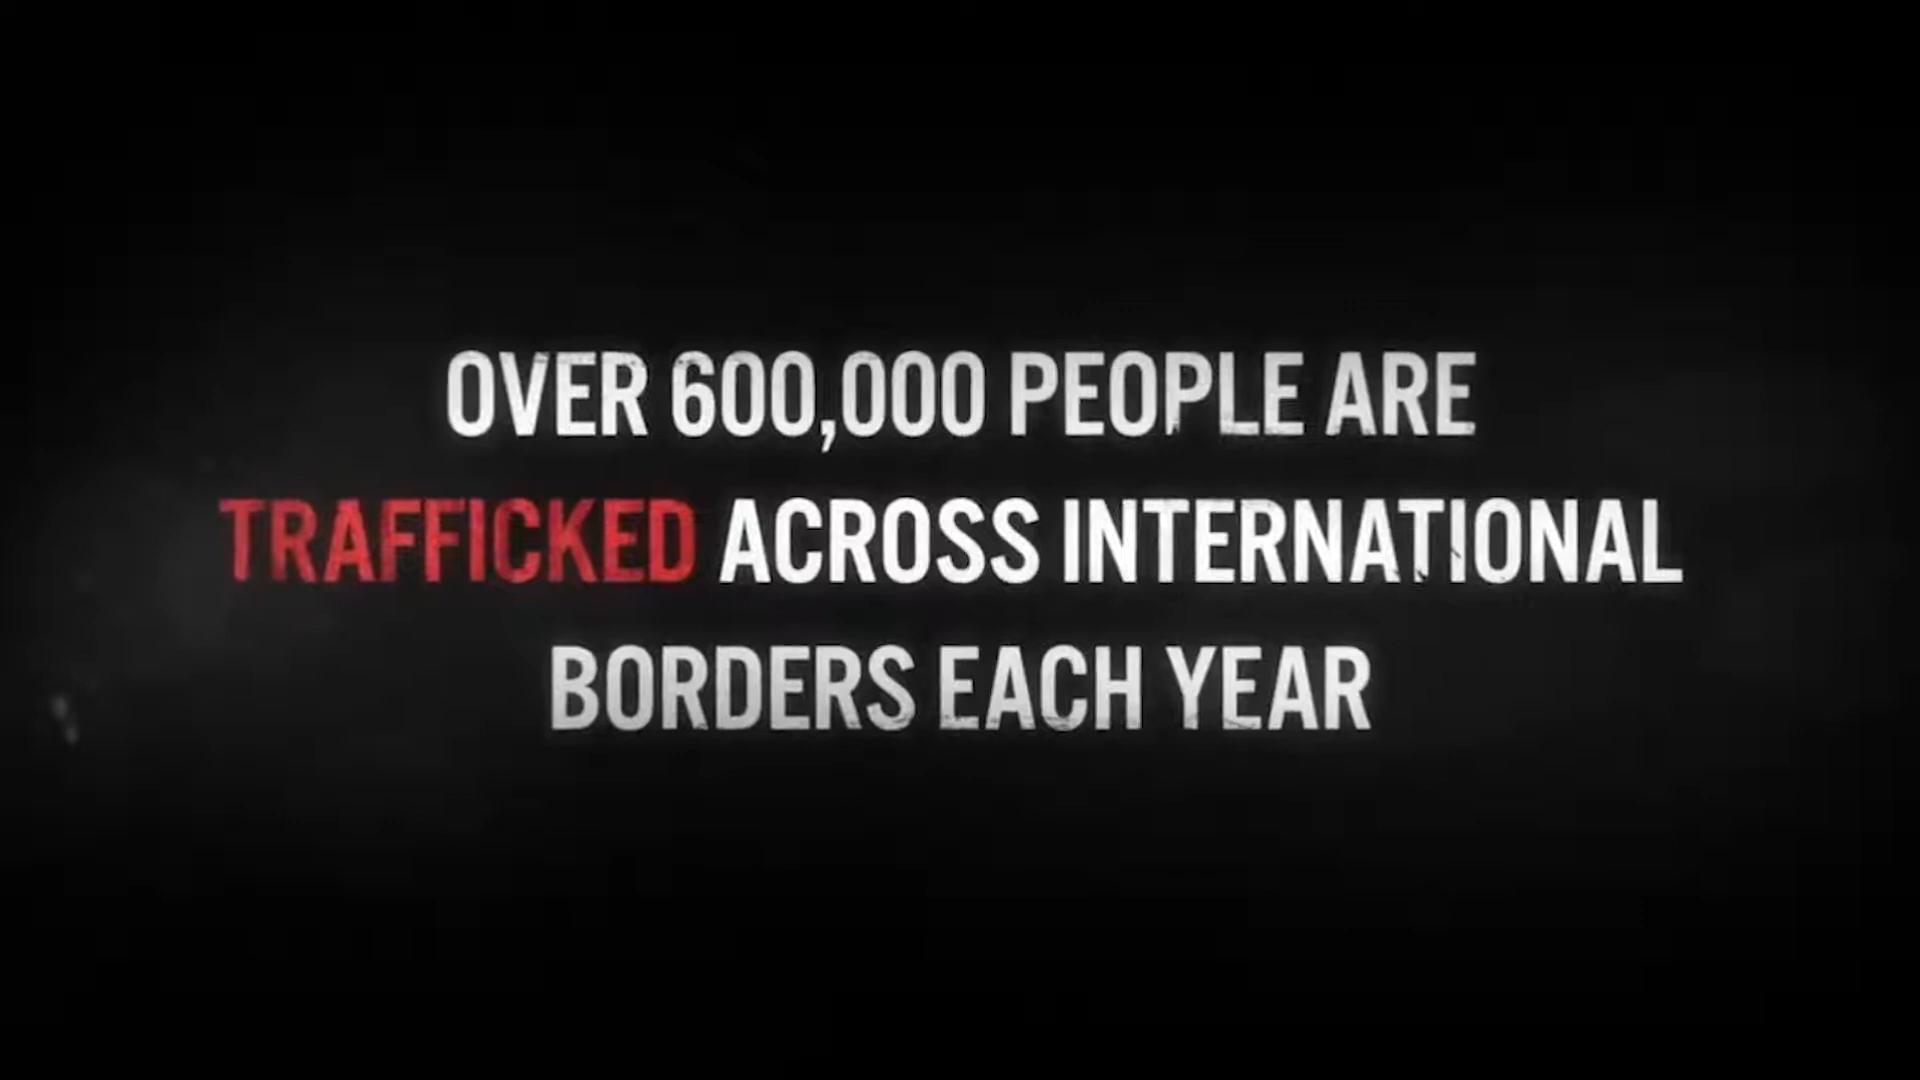 OVER 600,000 PEOPLE ARE
TRAFFICKED ACROSS INTERNATIONAL
BORDERS EACH YEAR